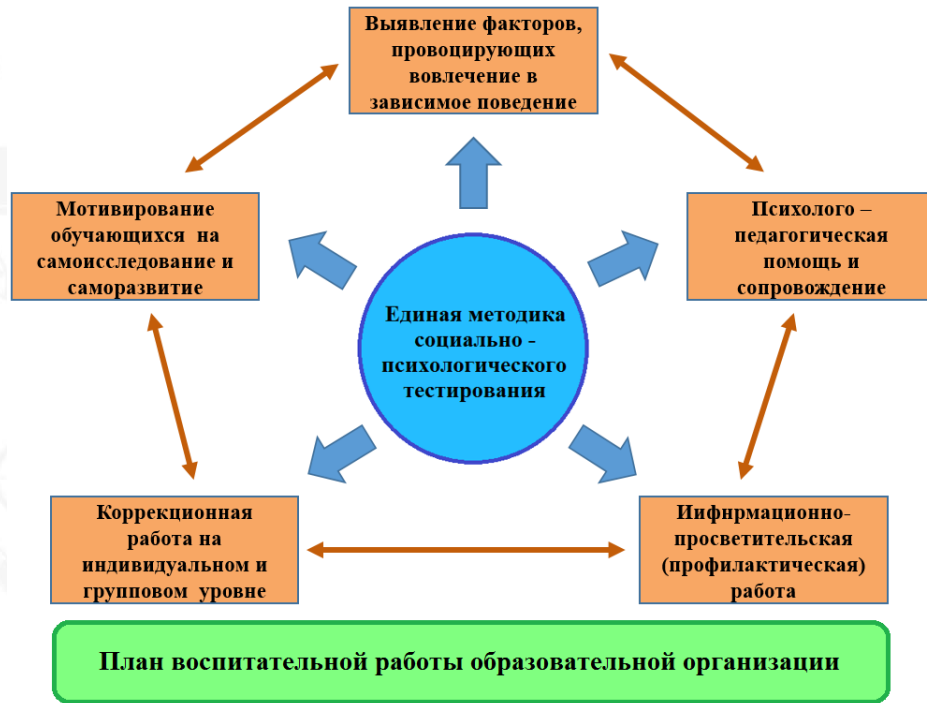 Выявление факторов,
провоцирующих
вовлечение в
зависимое поведение
Мотивирование
обучающихся на
самоисследование и
саморазвитие
Психолого –
педагогическая
помощь и
сопровождение
Единая методика
социально -
психологического
тестирования
Коррекционная
работа на
индивидуальном и
групповом уровне
Иифнрмационно-
просветительская
(профилактическая)
работа
План воспитательной работы образовательной организации